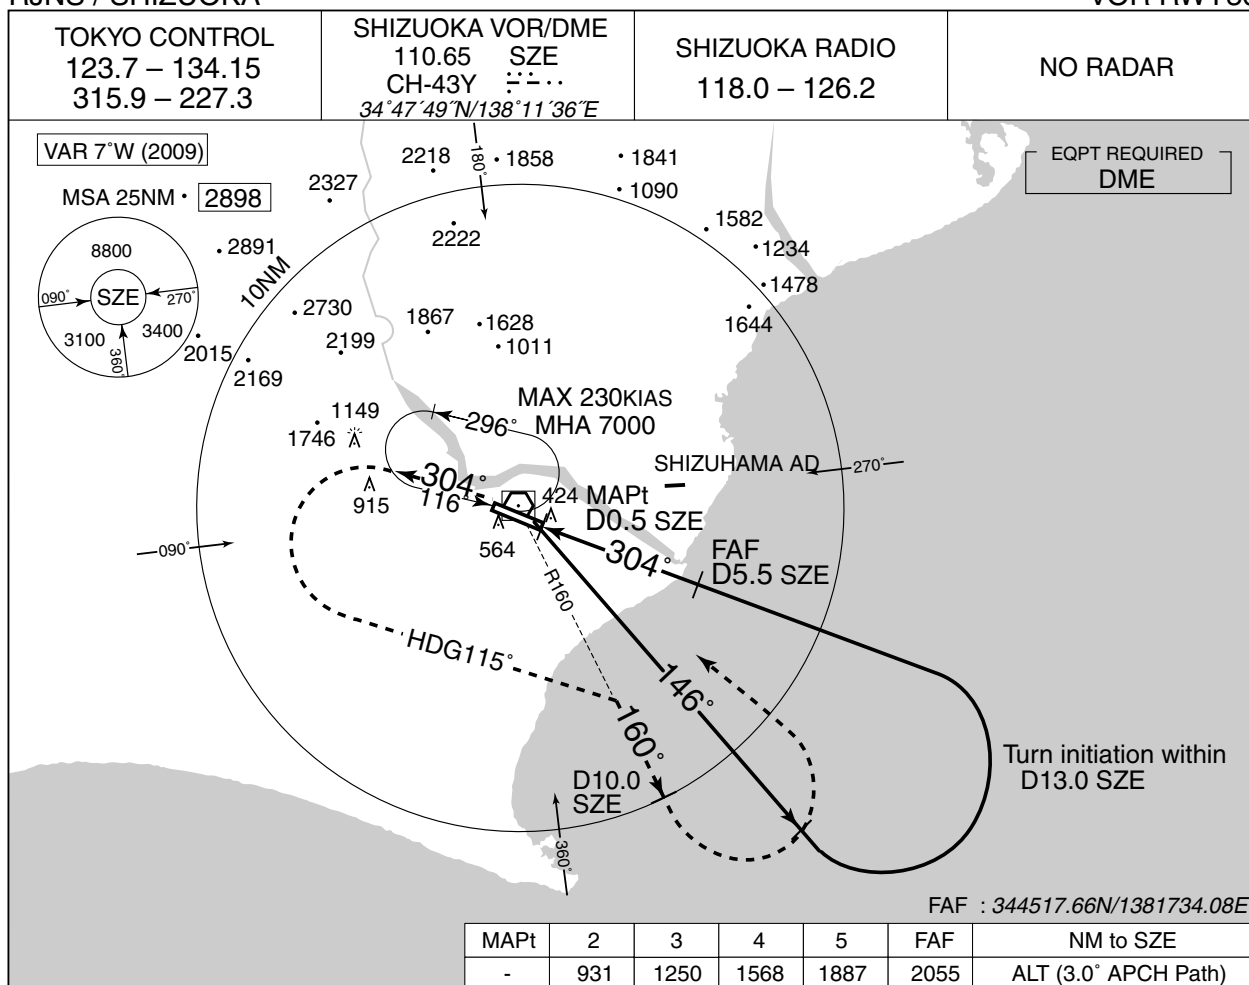 RJNS / SHIZUOKA
VOR RWY30
TOKYO CONTROL
123.7 – 134.15
315.9 – 227.3
SHIZUOKA VOR/DME
110.65 SZE
CH-43Y
34°47´49˝N/138°11´36˝E
SHIZUOKA RADIO
118.0 – 126.2
NO RADAR
VAR 7°W (2009)
MSA 25NM
2898
8800
090°
SZE
270°
3100
3400
360°
EQPT REQUIRED
DME
2218
180°
1858
1841
1090
2327
2222
1582
1234
2891
10NM
1478
1644
2730
1867
1628
1011
2015
2169
2199
MAX 230KIAS
MHA 7000
1149
1746
296°
SHIZUHAMA AD
270°
304°
116°
915
424
MAPt
D0.5 SZE
564
304°
FAF
D5.5 SZE
090°
R160
HDG115°
146°
160°
D10.0
SZE
Turn initiation within
D13.0 SZE
360°
FAF : 344517.66N/1381734.08E
MAPt 2 3 4 5 FAF NM to SZE
- 931 1250 1568 1887 2055 ALT (3.0° APCH Path)